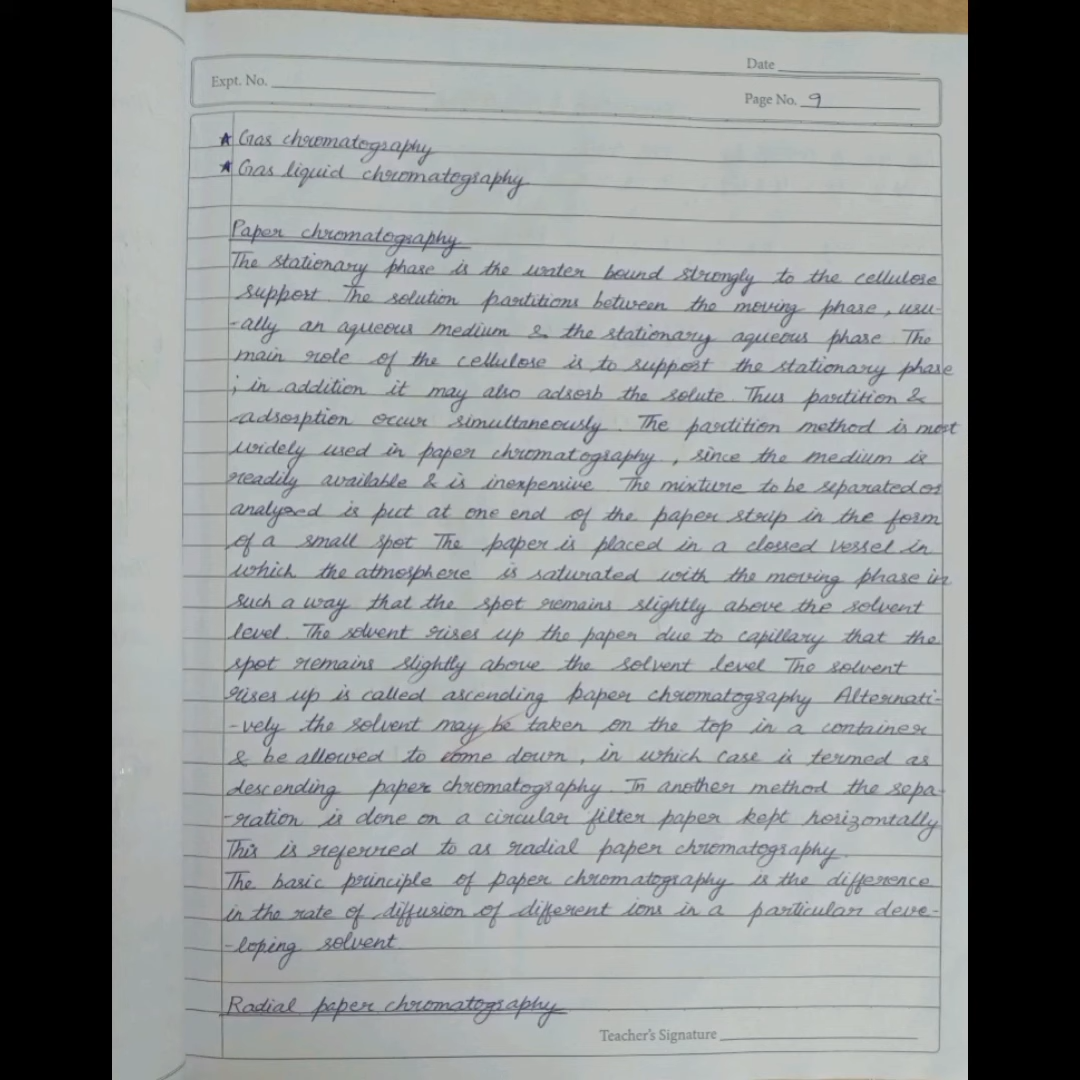 Date
Expt. No.
Page No. 9
★ Gas chromatography
★ Gas liquid chromatography
Paper chromatography
The stationary phase is the water bound strongly to the cellulose
support. The solution partitions between the moving phase, usu-
-ally an aqueous medium & the stationary aqueous phase. The
main role of the cellulose is to support the stationary phase
; in addition it may also adsorb the solute. Thus partition &
adsorption occur simultaneously. The partition method is most
widely used in paper chromatography, since the medium is
readily available & is inexpensive. The mixture to be separated or
analyzed is put at one end of the paper strip in the form
of a small spot. The paper is placed in a clossed vessel in
which the atmosphere is saturated with the moving phase in
such a way that the spot remains slightly above the solvent
level. The solvent rises up the paper due to capillary that the
spot remains slightly above the solvent level. The solvent
rises up is called ascending paper chromatography. Alternati-
-vely the solvent may be taken on the top in a container
& be allowed to come down, in which case is termed as
descending paper chromatography. In another method the sepa-
-ration is done on a circular filter paper kept horizontally
This is referred to as radial paper chromatography.
The basic principle of paper chromatography is the difference
in the rate of diffusion of different ions in a particular deve-
-loping solvent
Radial paper chromatography
Teacher's Signature